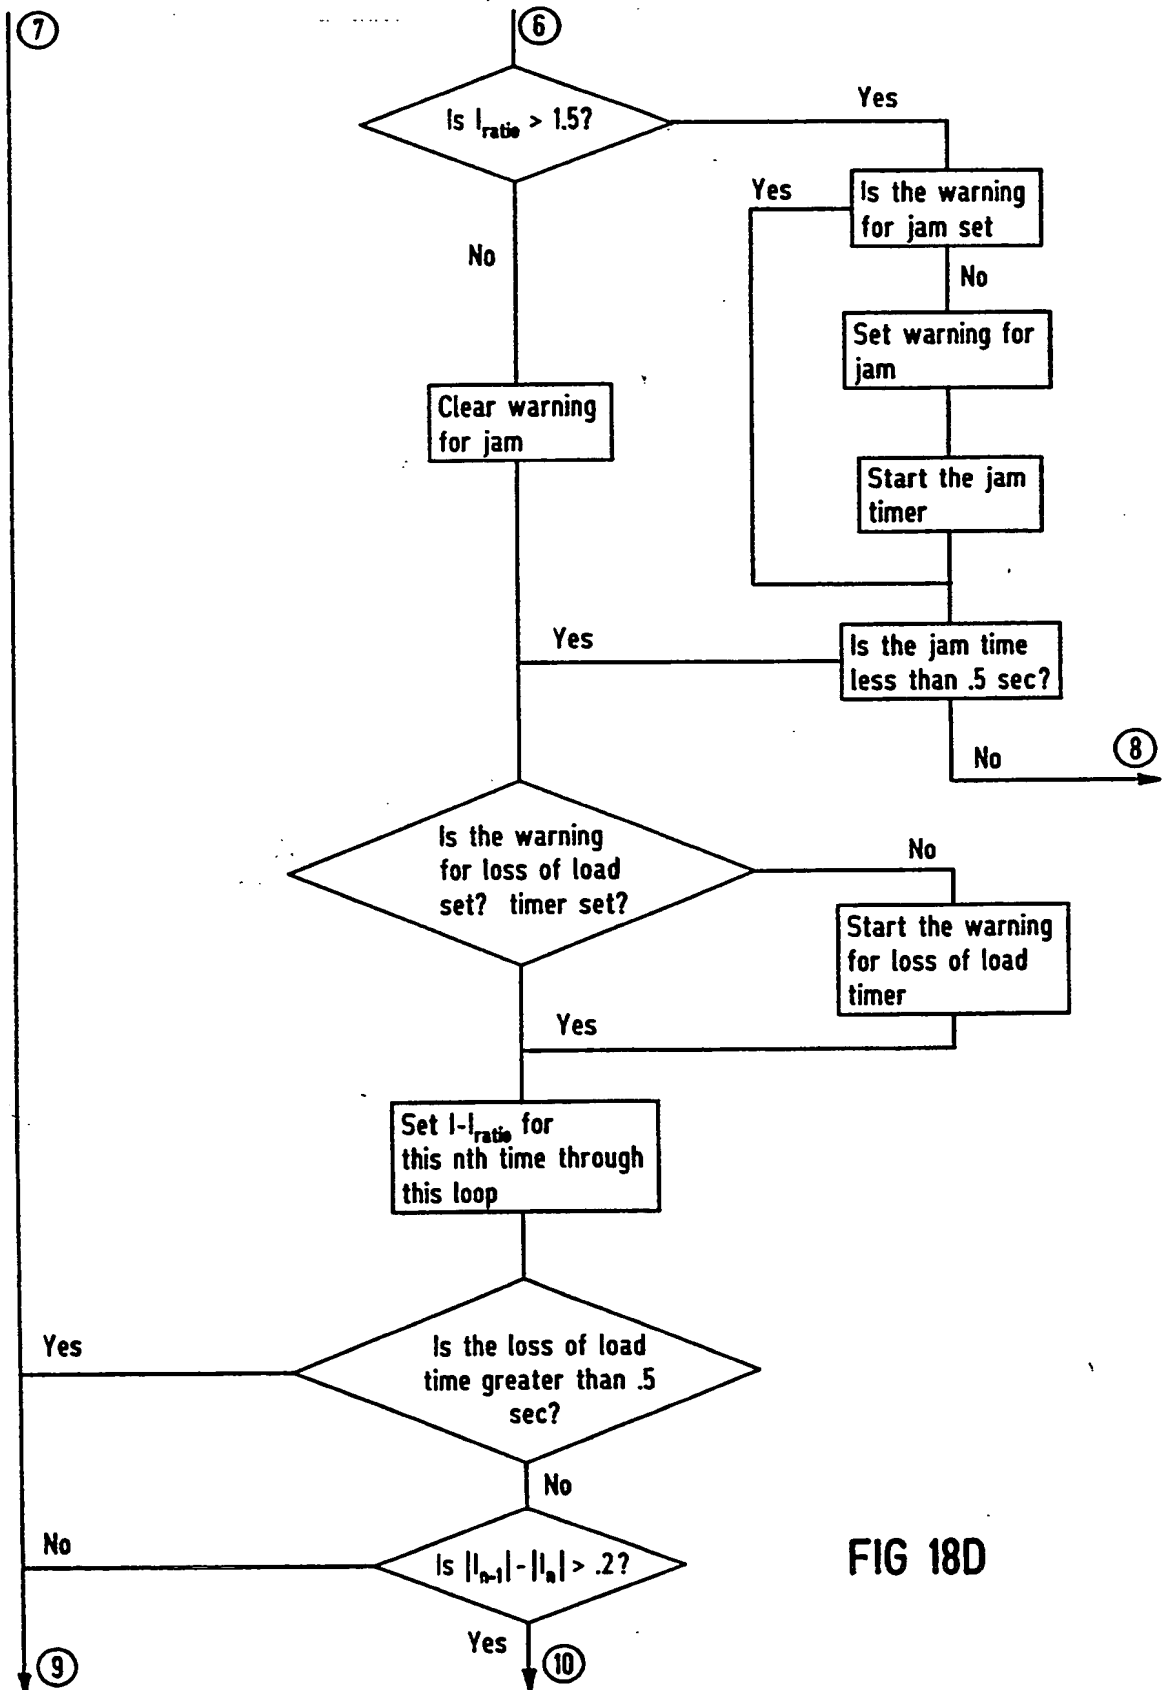 7
6
Is I_ratio > 1.5?
Yes
Yes
Is the warning
for jam set
No
No
Set warning for
jam
Clear warning
for jam
Start the jam
timer
Yes
Is the jam time
less than .5 sec?
No
8
Is the warning
for loss of load
set? timer set?
No
Start the warning
for loss of load
timer
Yes
Set I-I_ratio for
this nth time through
this loop
Yes
Is the loss of load
time greater than .5
sec?
No
No
Is |I_n-1| - |I_n| > .2?
FIG 18D
Yes
9
10